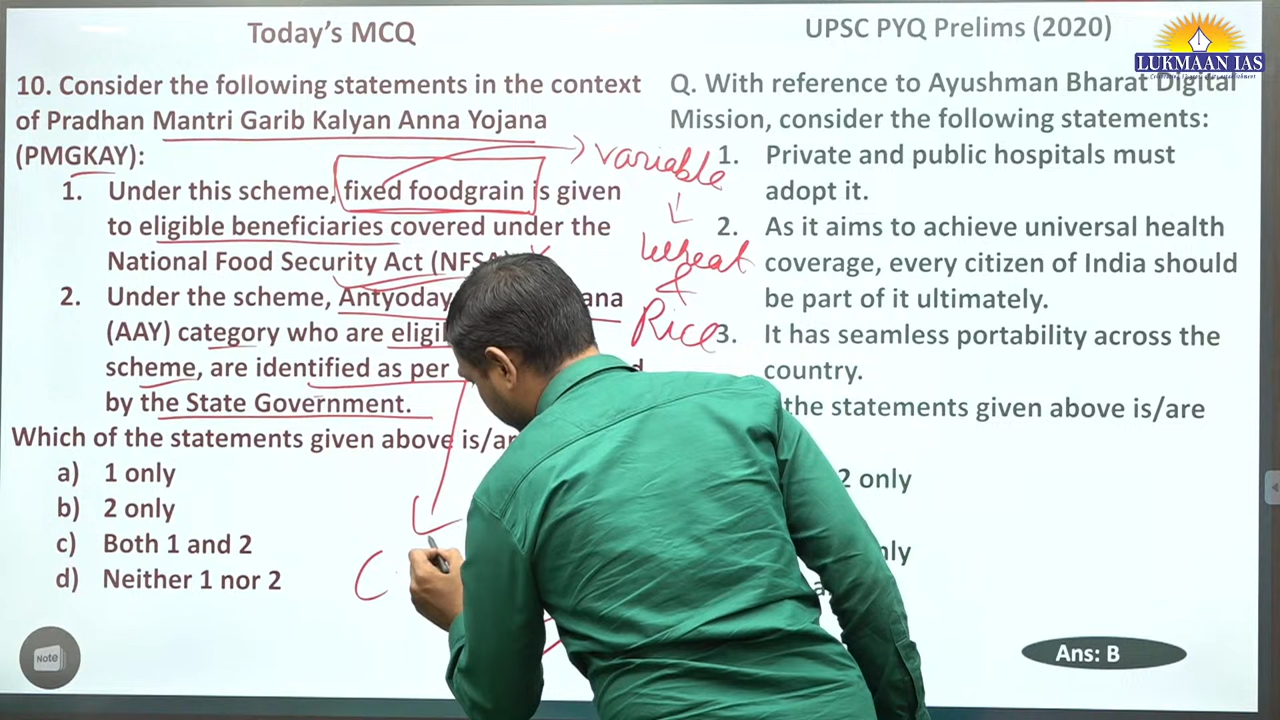 Today's MCQ
UPSC PYQ Prelims (2020)
LUKMAAN IAS
10. Consider the following statements in the context
of Pradhan Mantri Garib Kalyan Anna Yojana
(PMGKAY):
1. Under this scheme, fixed foodgrain is given
to eligible beneficiaries covered under the
National Food Security Act (NFSA)
2. Under the scheme,
(AAY) category who are
scheme, are identified as per
by the State Government.
Which of the statements given above
a) 1 only
b) 2 only
c) Both 1 and 2
d) Neither 1 nor 2
variable
Wheat
&
Rice
Q. With reference to Ayushman Bharat Digital
Mission, consider the following statements:
1. Private and public hospitals must
adopt it.
2. As it aims to achieve universal health
coverage, every citizen of India should
be part of it ultimately.
3. It has seamless portability across the
country.
the statements given above is/are
2 only
Ans: B
Note